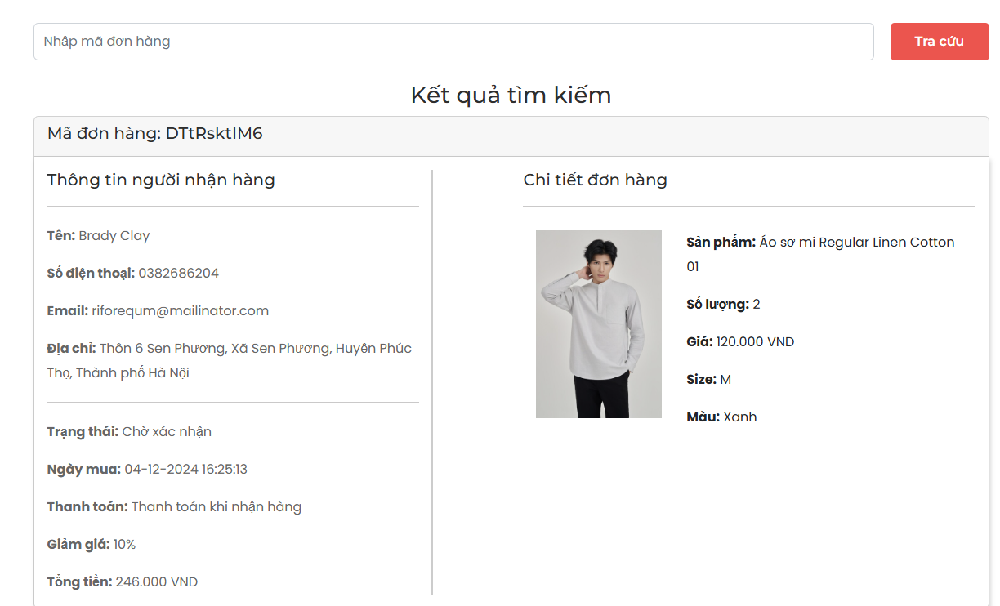 Nhập mã đơn hàng
Tra cứu
Kết quả tìm kiếm
Mã đơn hàng: DTtRsktIM6
Thông tin người nhận hàng
Tên: Brady Clay
Số điện thoại: 0382686204
Email: riforequm@mailinator.com
Địa chỉ: Thôn 6 Sen Phương, Xã Sen Phương, Huyện Phúc
Thọ, Thành phố Hà Nội
Trạng thái: Chờ xác nhận
Ngày mua: 04-12-2024 16:25:13
Thanh toán: Thanh toán khi nhận hàng
Giảm giá: 10%
Tổng tiền: 246.000 VND
Chi tiết đơn hàng
Sản phẩm: Áo sơ mi Regular Linen Cotton
01
Số lượng: 2
Giá: 120.000 VND
Size: M
Màu: Xanh